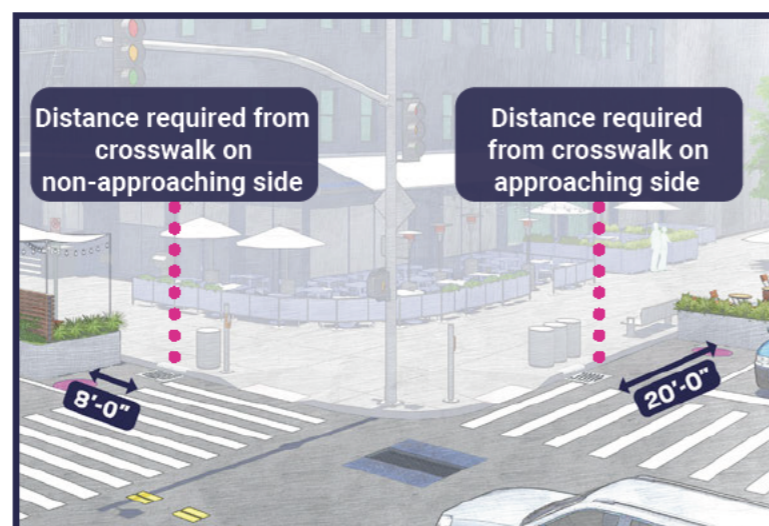 Distance required from
crosswalk on
non-approaching side
Distance required
from crosswalk on
approaching side
8'-0"
20'-0"